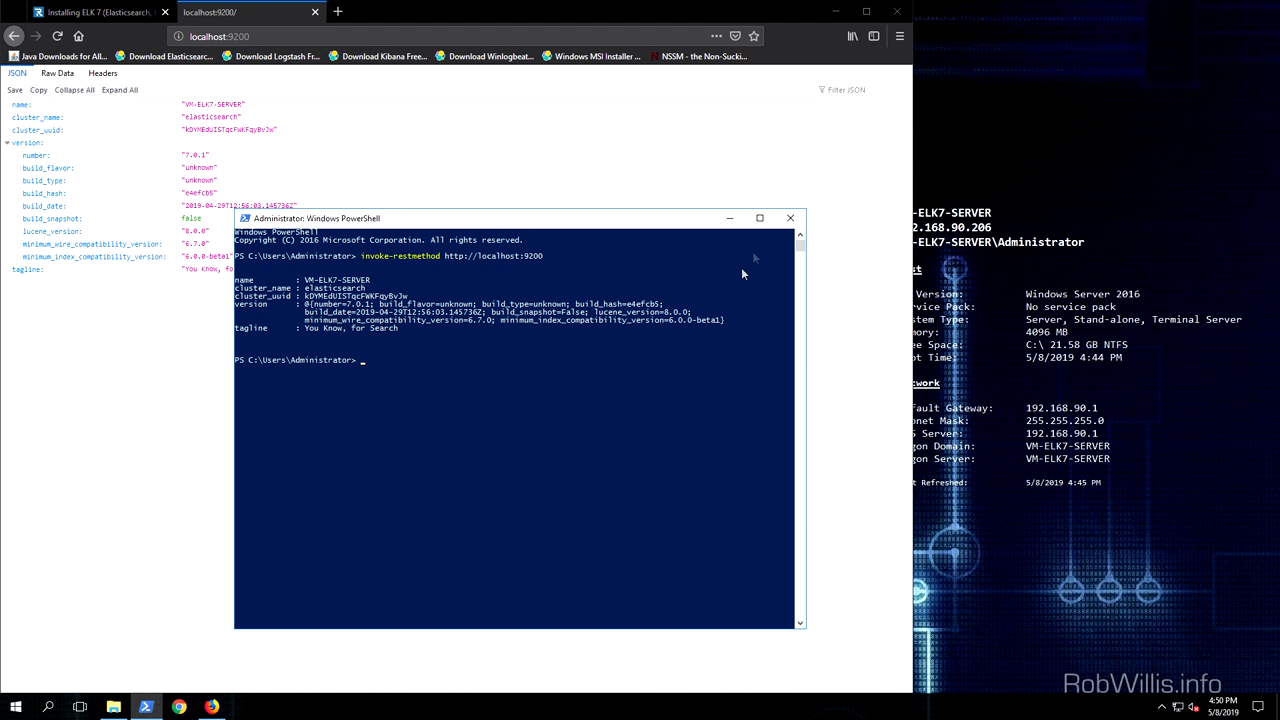 Installing ELK 7 (Elasticsearch,
localhost:9200/
localhost:9200
Java Downloads for All...
Download Elasticsearc...
Download Logstash Fr...
Download Kibana Free...
Download Winlogbeat...
Windows MSI Installer ...
NSSM - the Non-Sucki...
JSON
Raw Data
Headers
Save
Copy
Collapse All
Expand All
Filter JSON
name: "VM-ELK7-SERVER"
cluster_name: "elasticsearch"
cluster_uuid: "kDYMEdUISTqcFWKFqyBvJw"
version:
number: "7.0.1"
build_flavor: "unknown"
build_type: "unknown"
build_hash: "e4efcb5"
build_date: "2019-04-29T12:56:03.145736Z"
build_snapshot: false
lucene_version: "8.0.0"
minimum_wire_compatibility_version: "6.7.0"
minimum_index_compatibility_version: "6.0.0-beta1"
tagline: "You Know, fo
Administrator: Windows PowerShell
Windows PowerShell
Copyright (C) 2016 Microsoft Corporation. All rights reserved.
PS C:\Users\Administrator> invoke-restmethod http://localhost:9200
name : VM-ELK7-SERVER
cluster_name : elasticsearch
cluster_uuid : kDYMEdUISTqcFWKFqyBvJw
version : @{number=7.0.1; build_flavor=unknown; build_type=unknown; build_hash=e4efcb5;
build_date=2019-04-29T12:56:03.145736Z; build_snapshot=False; lucene_version=8.0.0;
minimum_wire_compatibility_version=6.7.0; minimum_index_compatibility_version=6.0.0-beta1}
tagline : You Know, for Search
PS C:\Users\Administrator> _
-ELK7-SERVER
2.168.90.206
-ELK7-SERVER\Administrator
st
Version: Windows Server 2016
vice Pack: No service pack
stem Type: Server, Stand-alone, Terminal Server
mory: 4096 MB
ee Space: C:\ 21.58 GB NTFS
ot Time: 5/8/2019 4:44 PM
work
fault Gateway: 192.168.90.1
bnet Mask: 255.255.255.0
S Server: 192.168.90.1
gon Domain: VM-ELK7-SERVER
gon Server: VM-ELK7-SERVER
t Refreshed: 5/8/2019 4:45 PM
RobWillis.info
4:50 PM
5/8/2019